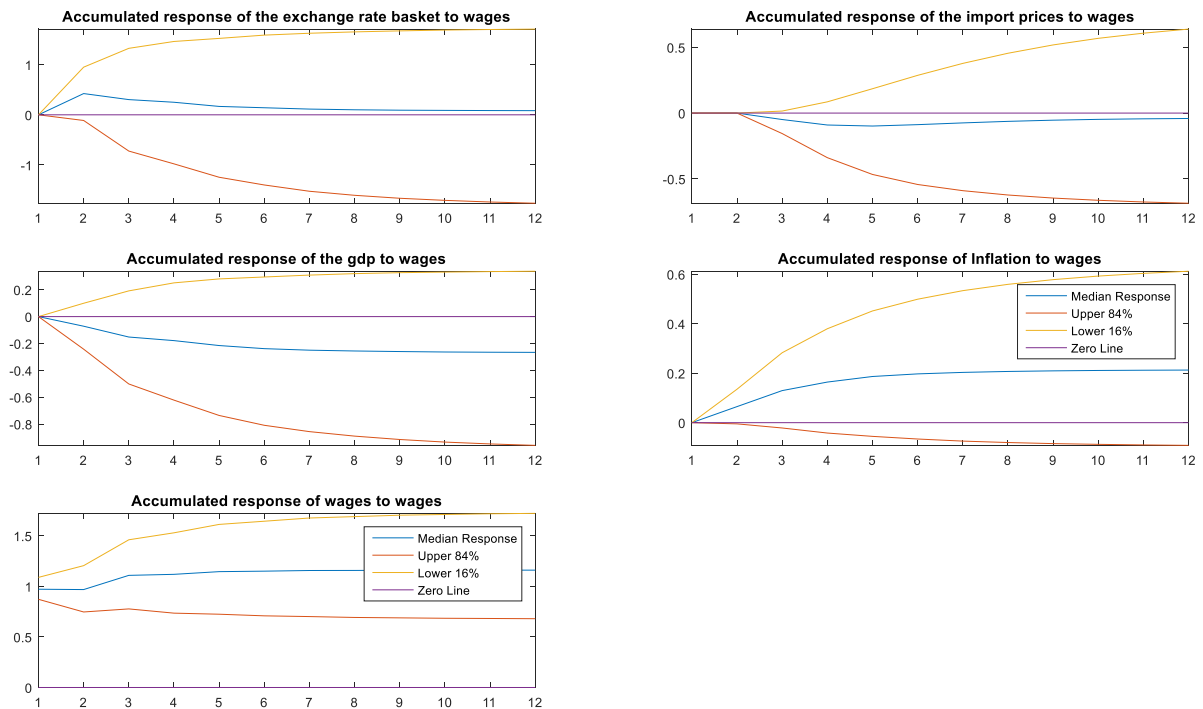 Accumulated response of the exchange rate basket to wages
1
0
-1
1 2 3 4 5 6 7 8 9 10 11 12
Accumulated response of the import prices to wages
0.5
0
-0.5
1 2 3 4 5 6 7 8 9 10 11 12
Accumulated response of the gdp to wages
0.2
0
-0.2
-0.4
-0.6
-0.8
1 2 3 4 5 6 7 8 9 10 11 12
Accumulated response of Inflation to wages
0.6
0.4
0.2
0
Median Response
Upper 84%
Lower 16%
Zero Line
1 2 3 4 5 6 7 8 9 10 11 12
Accumulated response of wages to wages
1.5
1
0.5
0
Median Response
Upper 84%
Lower 16%
Zero Line
1 2 3 4 5 6 7 8 9 10 11 12